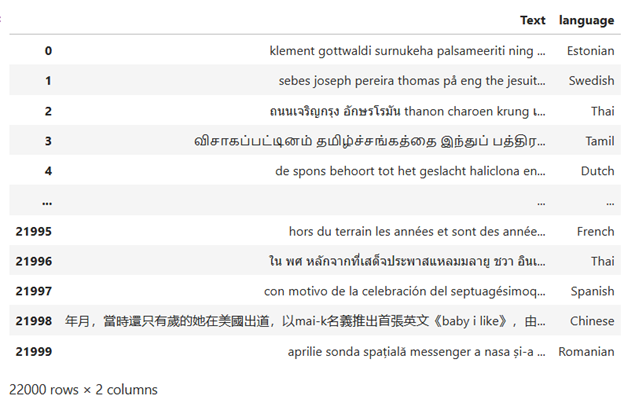 Text language
0 klement gottwaldi surnukeha palsameeriti ning ... Estonian
1 sebes joseph pereira thomas på eng the jesuit... Swedish
2 ถนนเจริญกรุง อักษรโรมัน thanon charoen krung เ... Thai
3 விசாகப்பட்டினம் தமிழ்ச்சங்கத்தை இந்துப் பத்திர... Tamil
4 de spons behoort tot het geslacht haliclona en... Dutch
... ... ...
21995 hors du terrain les années et sont des année... French
21996 ใน พศ หลักจากที่เสด็จประพาสแหลมมลายู ชวา อินเ... Thai
21997 con motivo de la celebración del septuagésimoq... Spanish
21998 年月，當時還只有歲的她在美國出道，以mai-k名義推出首張英文《baby i like》，由... Chinese
21999 aprilie sonda spațială messenger a nasa și-a ... Romanian
22000 rows × 2 columns